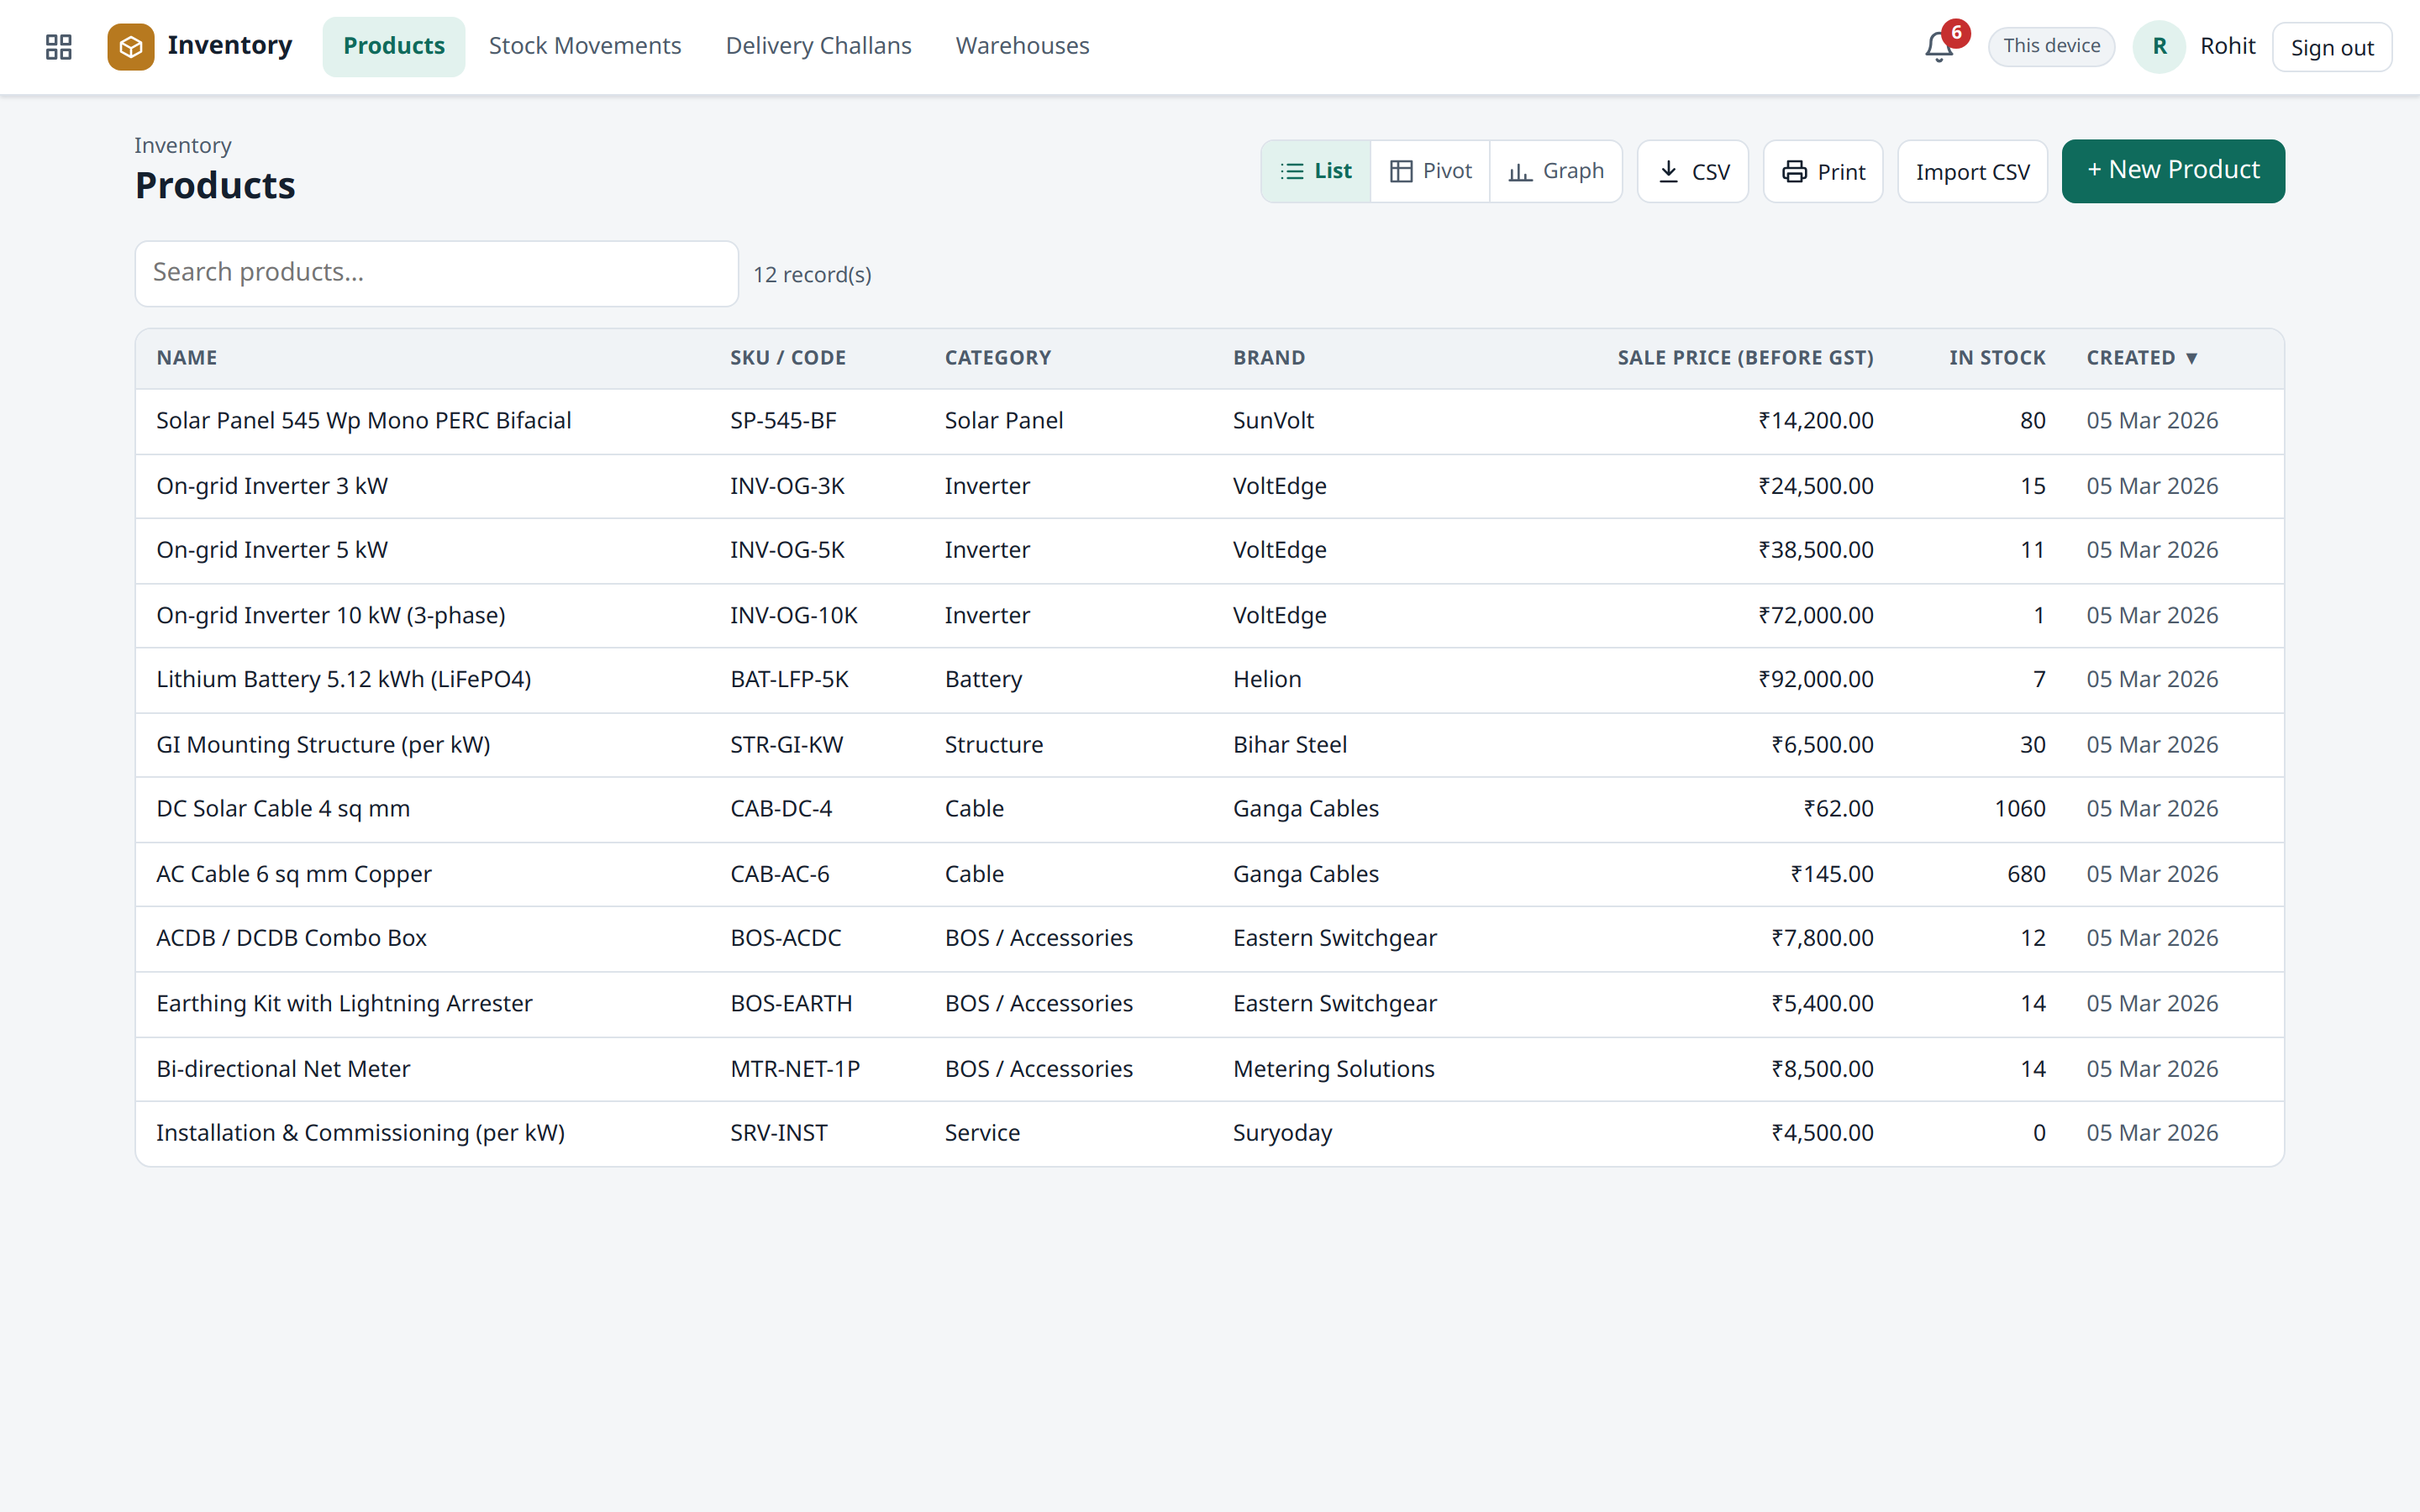 Inventory Products Stock Movements Delivery Challans Warehouses 6 This device R Rohit Sign out
Inventory
Products
List Pivot Graph CSV Print Import CSV + New Product
Search products... 12 record(s)
NAME SKU / CODE CATEGORY BRAND SALE PRICE (BEFORE GST) IN STOCK CREATED ▼
Solar Panel 545 Wp Mono PERC Bifacial SP-545-BF Solar Panel SunVolt ₹14,200.00 80 05 Mar 2026
On-grid Inverter 3 kW INV-OG-3K Inverter VoltEdge ₹24,500.00 15 05 Mar 2026
On-grid Inverter 5 kW INV-OG-5K Inverter VoltEdge ₹38,500.00 11 05 Mar 2026
On-grid Inverter 10 kW (3-phase) INV-OG-10K Inverter VoltEdge ₹72,000.00 1 05 Mar 2026
Lithium Battery 5.12 kWh (LiFePO4) BAT-LFP-5K Battery Helion ₹92,000.00 7 05 Mar 2026
GI Mounting Structure (per kW) STR-GI-KW Structure Bihar Steel ₹6,500.00 30 05 Mar 2026
DC Solar Cable 4 sq mm CAB-DC-4 Cable Ganga Cables ₹62.00 1060 05 Mar 2026
AC Cable 6 sq mm Copper CAB-AC-6 Cable Ganga Cables ₹145.00 680 05 Mar 2026
ACDB / DCDB Combo Box BOS-ACDC BOS / Accessories Eastern Switchgear ₹7,800.00 12 05 Mar 2026
Earthing Kit with Lightning Arrester BOS-EARTH BOS / Accessories Eastern Switchgear ₹5,400.00 14 05 Mar 2026
Bi-directional Net Meter MTR-NET-1P BOS / Accessories Metering Solutions ₹8,500.00 14 05 Mar 2026
Installation & Commissioning (per kW) SRV-INST Service Suryoday ₹4,500.00 0 05 Mar 2026